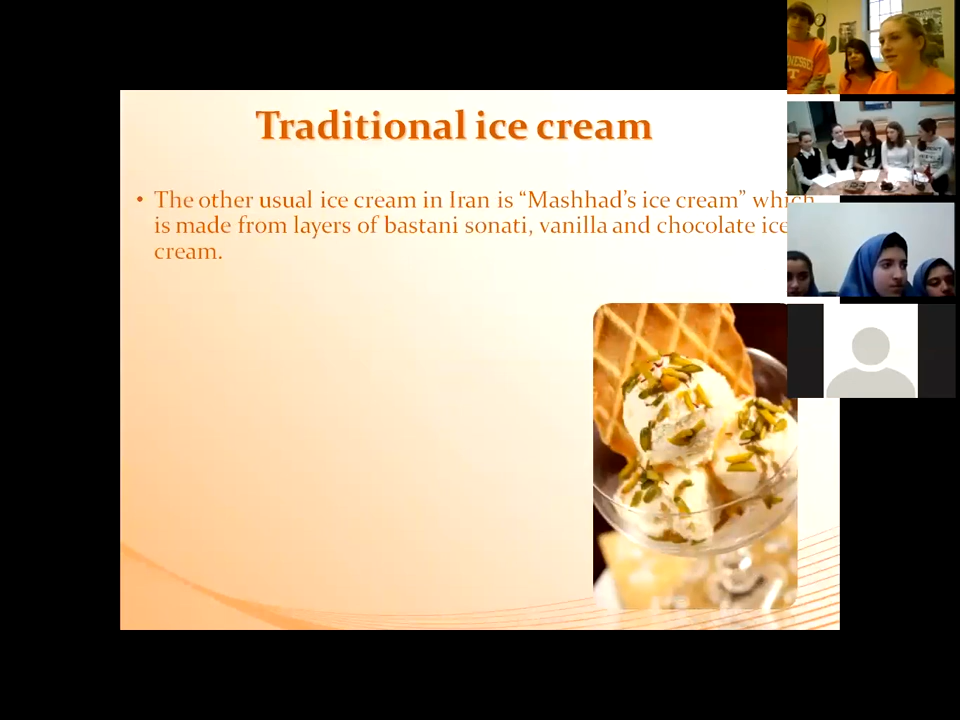 Traditional ice cream
• The other usual ice cream in Iran is “Mashhad’s ice cream” which
is made from layers of bastani sonati, vanilla and chocolate ice
cream.